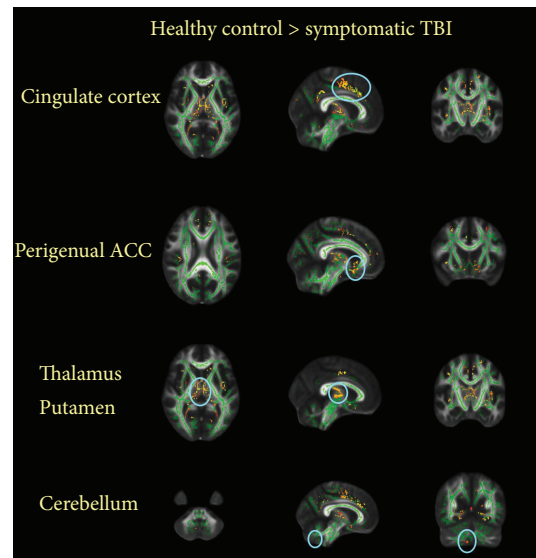 Healthy control > symptomatic TBI
Cingulate cortex
Perigenual ACC
Thalamus
Putamen
Cerebellum